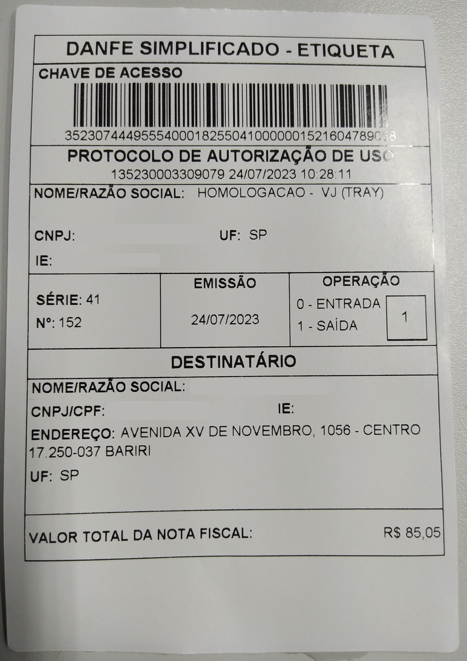 DANFE SIMPLIFICADO - ETIQUETA
CHAVE DE ACESSO
PROTOCOLO DE AUTORIZAÇÃO DE USO
135230003309079 24/07/2023 10:28:11
NOME/RAZÃO SOCIAL: HOMOLOGACAO - VJ (TRAY)
CNPJ: UF: SP
IE:
SÉRIE: 41
Nº: 152
EMISSÃO
24/07/2023
OPERAÇÃO
0 - ENTRADA
1 - SAÍDA
1
DESTINATÁRIO
NOME/RAZÃO SOCIAL:
CNPJ/CPF: IE:
ENDEREÇO: AVENIDA XV DE NOVEMBRO, 1056 - CENTRO
17.250-037 BARIRI
UF: SP
VALOR TOTAL DA NOTA FISCAL: R$ 85,05